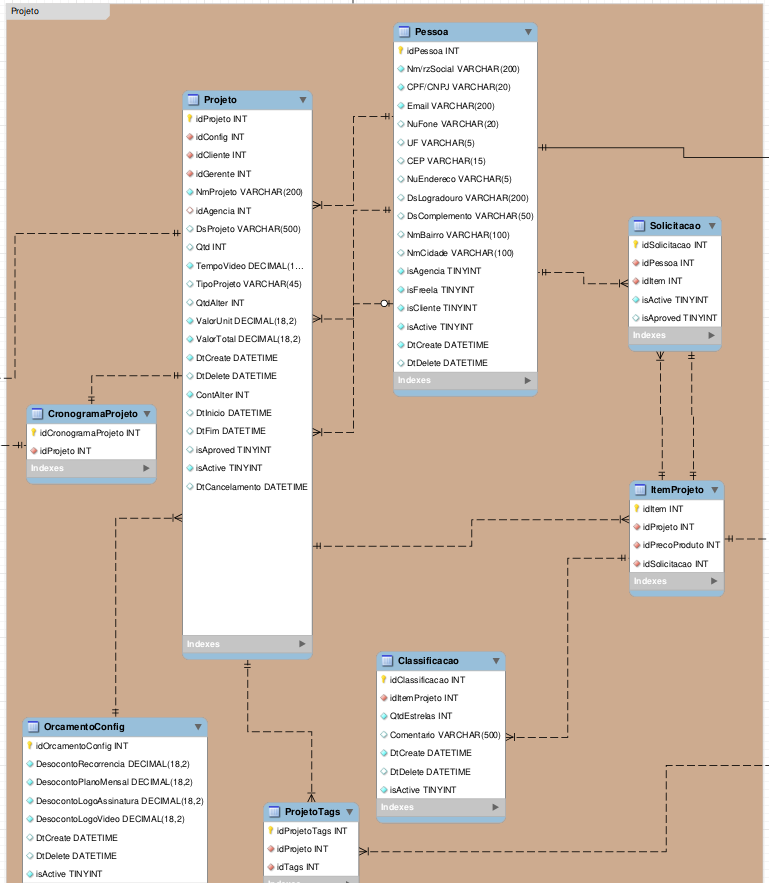 Projeto
Pessoa
idPessoa INT
Nm/rzSocial VARCHAR(200)
CPF/CNPJ VARCHAR(20)
Email VARCHAR(200)
NuFone VARCHAR(20)
UF VARCHAR(5)
CEP VARCHAR(15)
NuEndereco VARCHAR(5)
DsLogradouro VARCHAR(200)
DsComplemento VARCHAR(50)
NmBairro VARCHAR(100)
NmCidade VARCHAR(100)
isAgencia TINYINT
isFreela TINYINT
isCliente TINYINT
isActive TINYINT
DtCreate DATETIME
DtDelete DATETIME
Indexes
Projeto
idProjeto INT
idConfig INT
idCliente INT
idGerente INT
NmProjeto VARCHAR(200)
idAgencia INT
DsProjeto VARCHAR(500)
Qtd INT
TempoVideo DECIMAL(1...
TipoProjeto VARCHAR(45)
QtdAlter INT
ValorUnit DECIMAL(18,2)
ValorTotal DECIMAL(18,2)
DtCreate DATETIME
DtDelete DATETIME
ContAlter INT
DtInicio DATETIME
DtFim DATETIME
isAproved TINYINT
isActive TINYINT
DtCancelamento DATETIME
Indexes
Solicitacao
idSolicitacao INT
idPessoa INT
idItem INT
isActive TINYINT
isAproved TINYINT
Indexes
CronogramaProjeto
idCronogramaProjeto INT
idProjeto INT
Indexes
ItemProjeto
idItem INT
idProjeto INT
idPrecoProduto INT
idSolicitacao INT
Indexes
Classificacao
idClassificacao INT
idItemProjeto INT
QtdEstrelas INT
Comentario VARCHAR(500)
DtCreate DATETIME
DtDelete DATETIME
isActive TINYINT
Indexes
OrcamentoConfig
idOrcamentoConfig INT
DesocontoRecorrencia DECIMAL(18,2)
DescontoPlanoMensal DECIMAL(18,2)
DescontoLogoAssinatura DECIMAL(18,2)
DescontoLogoVideo DECIMAL(18,2)
DtCreate DATETIME
DtDelete DATETIME
isActive TINYINT
ProjetoTags
idProjetoTags INT
idProjeto INT
idTags INT
Indexes